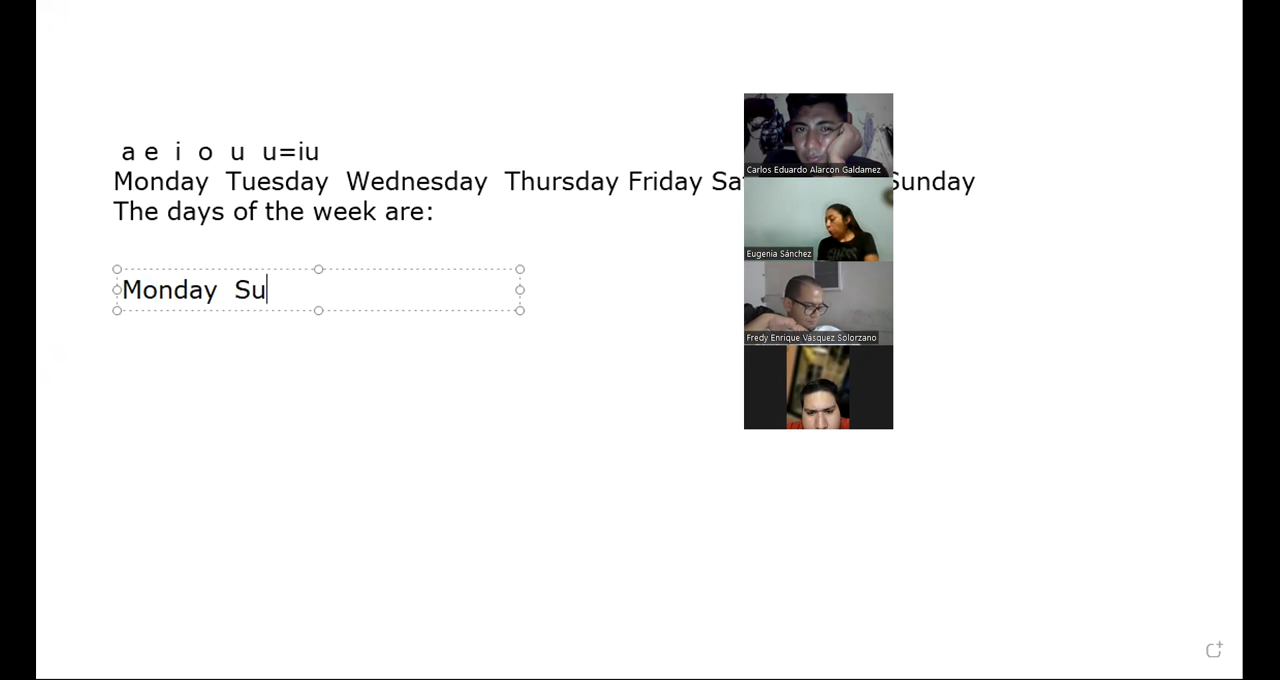 a e i o u u=iu
Monday Tuesday Wednesday Thursday Friday Sa Sunday
The days of the week are:
Monday Su
Carlos Eduardo Alarcon Galdamez
Eugenia Sánchez
Fredy Enrique Vásquez Solorzano